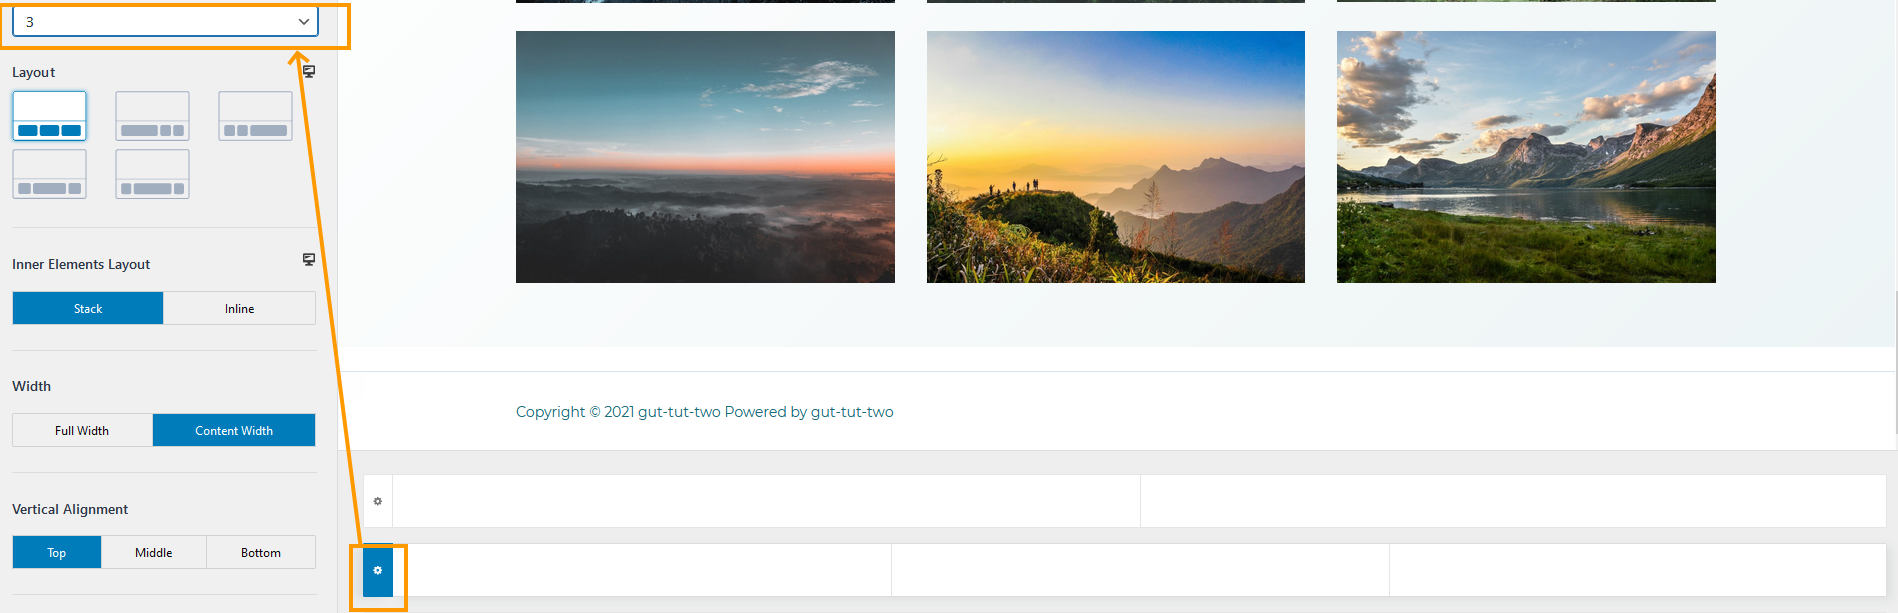 3
Layout
Inner Elements Layout
Stack Inline
Width
Full Width Content Width
Vertical Alignment
Top Middle Bottom
Copyright © 2021 gut-tut-two Powered by gut-tut-two